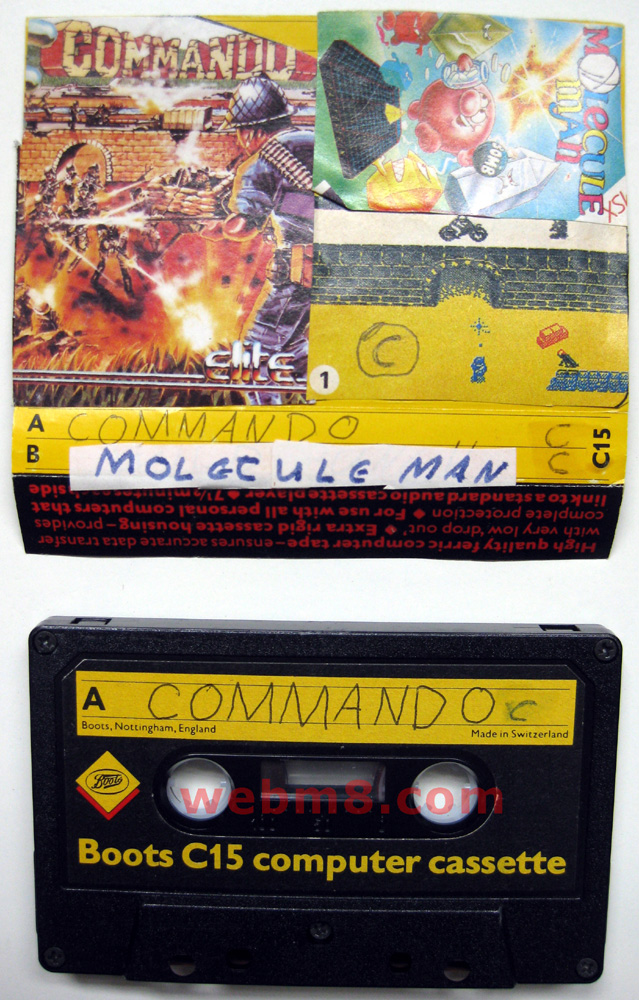 COMMANDO
MOLECULE
MAN
BOMB
elite
C
1
A COMMANDO C
B " C
MOLECULE MAN
C15
High quality ferric computer tape – ensures accurate data transfer
with very low 'drop out' ♦ Extra rigid cassette housing – provides
complete protection ♦ For use with all personal computers that
link to a standard audio cassette player ♦ 7½ minutes per side
A COMMANDO C
Boots, Nottingham, England
Made in Switzerland
Boots
webm8.com
Boots C15 computer cassette